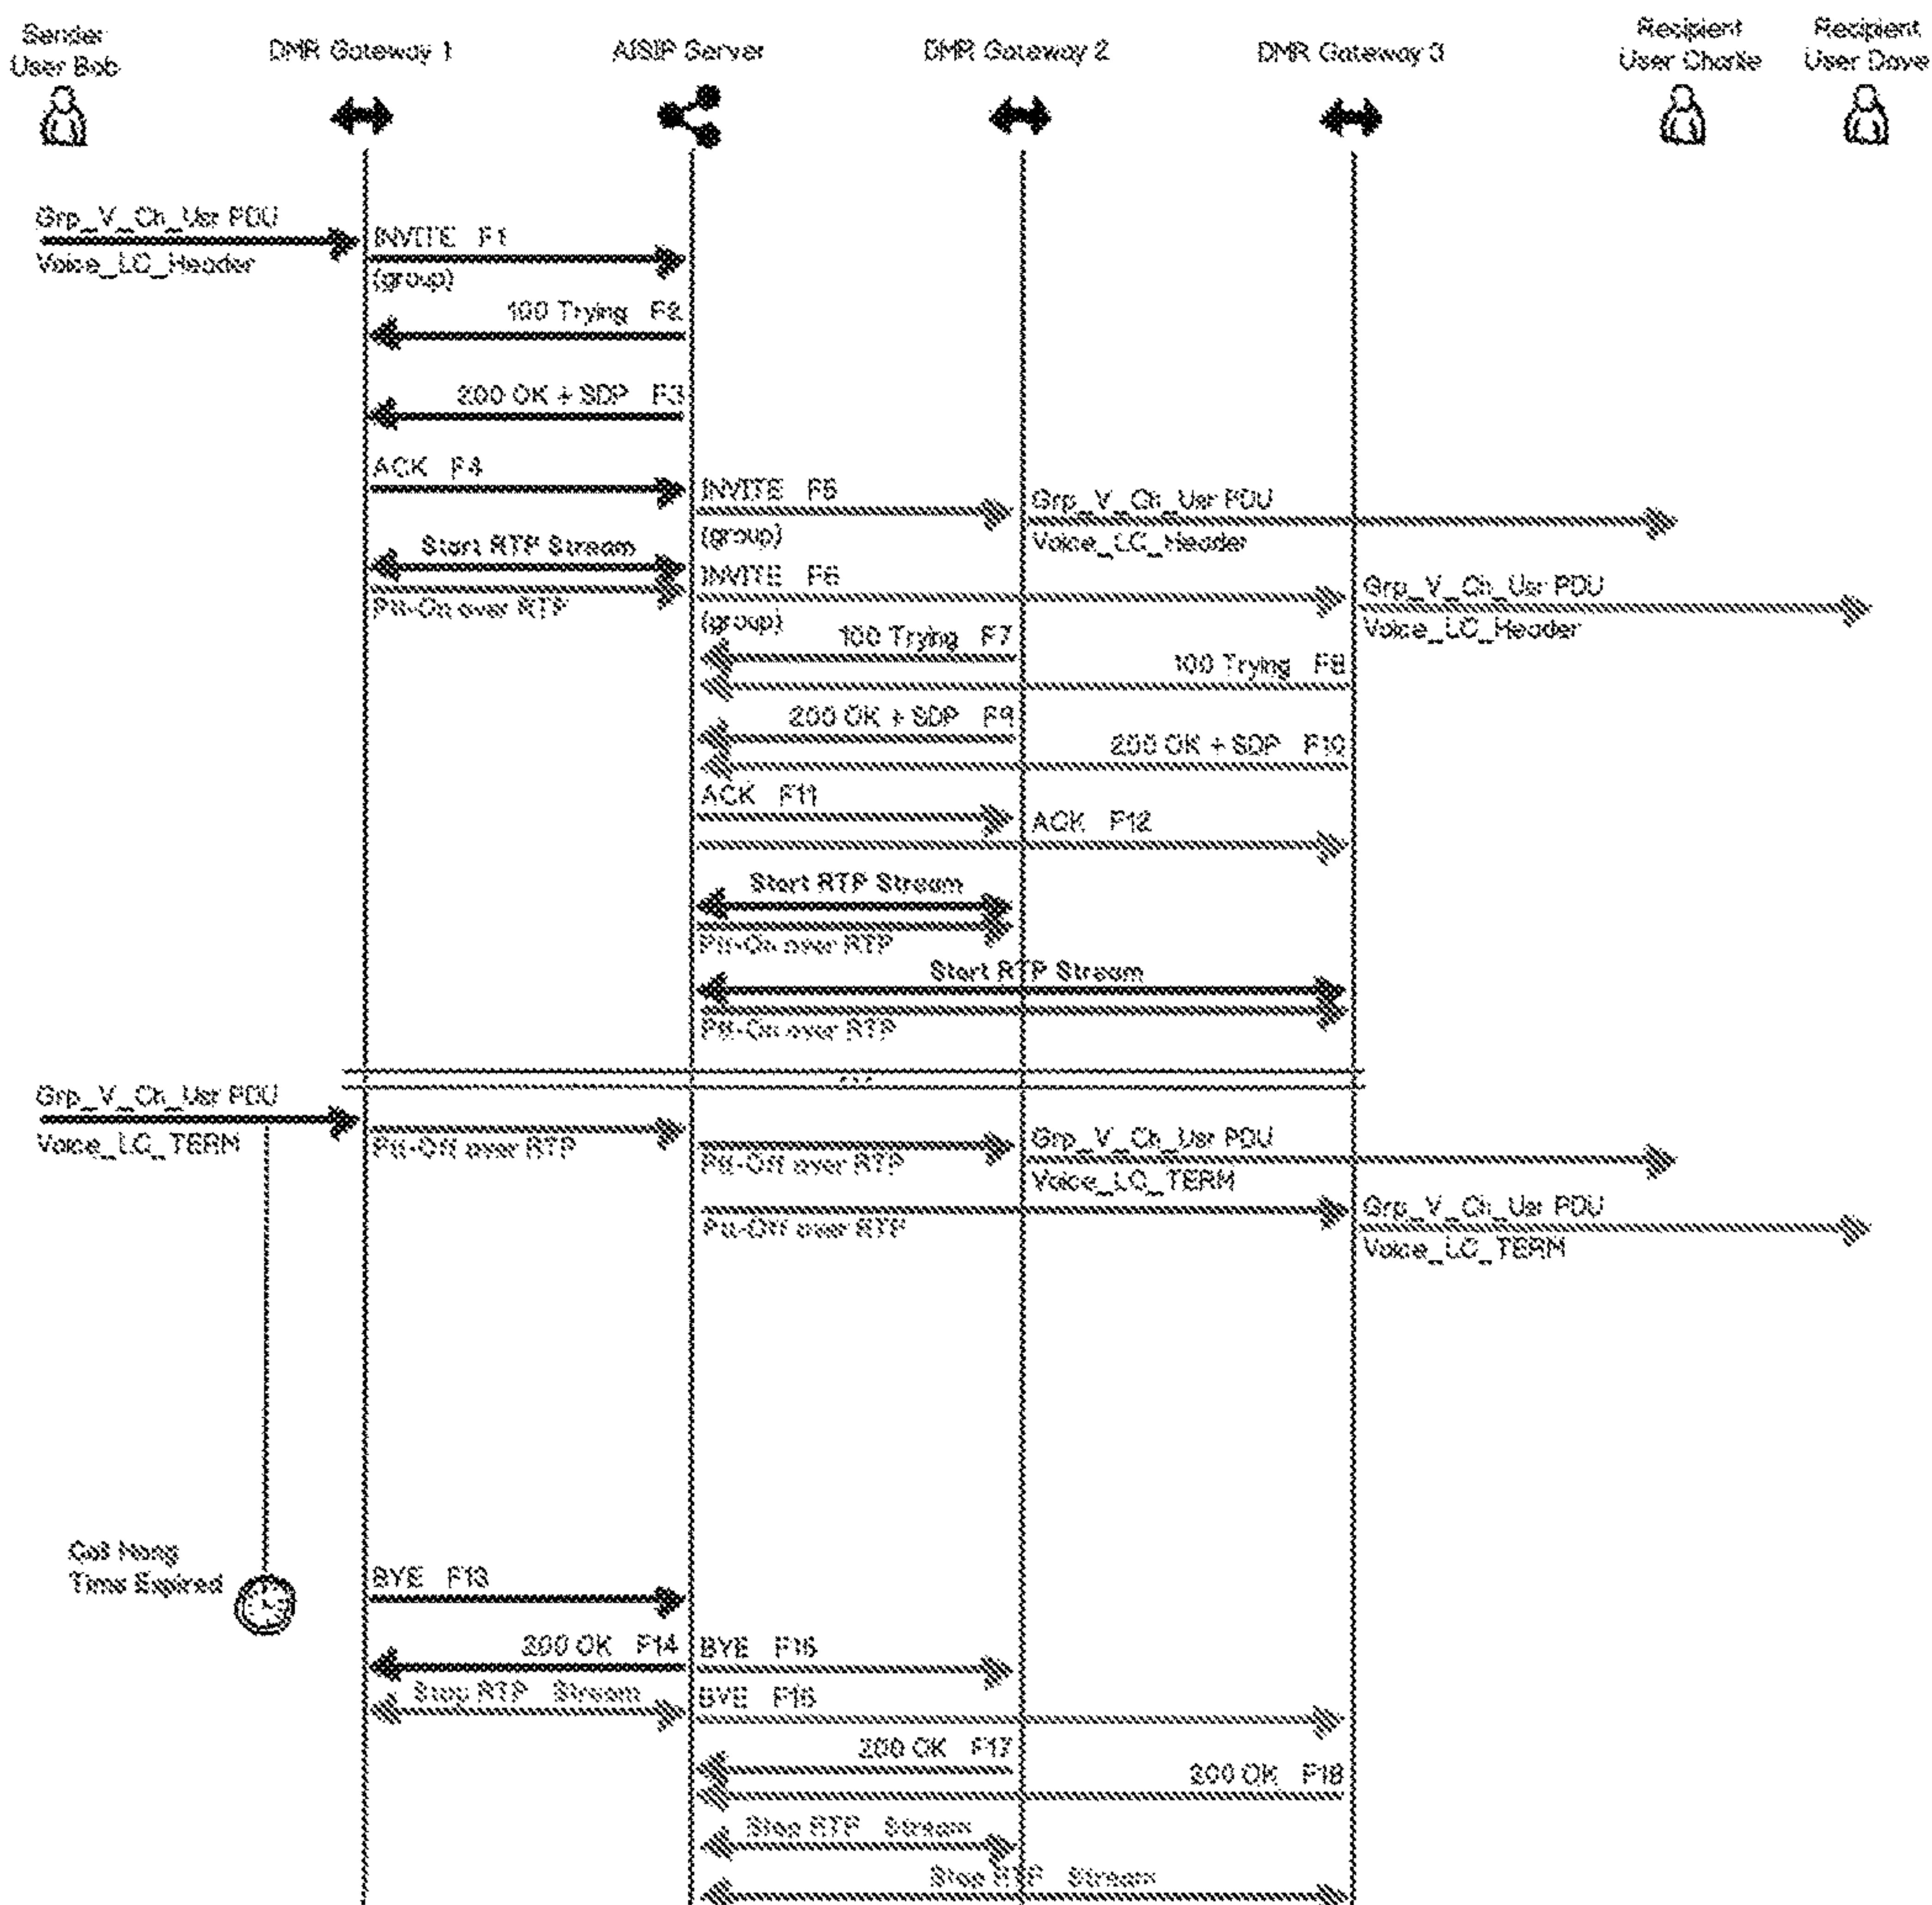 Sender
User Bob
DMR Gateway 1
AISIP Server
DMR Gateway 2
DMR Gateway 3
Recipient
User Charlie
Recipient
User Dave
Grp_V_Ch_Usr PDU
Voice_LC_Header
INVITE F1
(group)
100 Trying F2
200 OK + SDP F3
ACK F4
INVITE F5
(group)
Grp_V_Ch_Usr PDU
Voice_LC_Header
Start RTP Stream
Ptt-On over RTP
INVITE F6
(group)
Grp_V_Ch_Usr PDU
Voice_LC_Header
100 Trying F7
100 Trying F8
200 OK + SDP F9
200 OK + SDP F10
ACK F11
ACK F12
Start RTP Stream
Ptt-On over RTP
Start RTP Stream
Ptt-On over RTP
...
Grp_V_Ch_Usr PDU
Voice_LC_TERM
Ptt-Off over RTP
Ptt-Off over RTP
Grp_V_Ch_Usr PDU
Voice_LC_TERM
Ptt-Off over RTP
Grp_V_Ch_Usr PDU
Voice_LC_TERM
Call Hang
Time Expired
BYE F13
200 OK F14
BYE F15
Stop RTP Stream
BYE F16
200 OK F17
200 OK F18
Stop RTP Stream
Stop RTP Stream